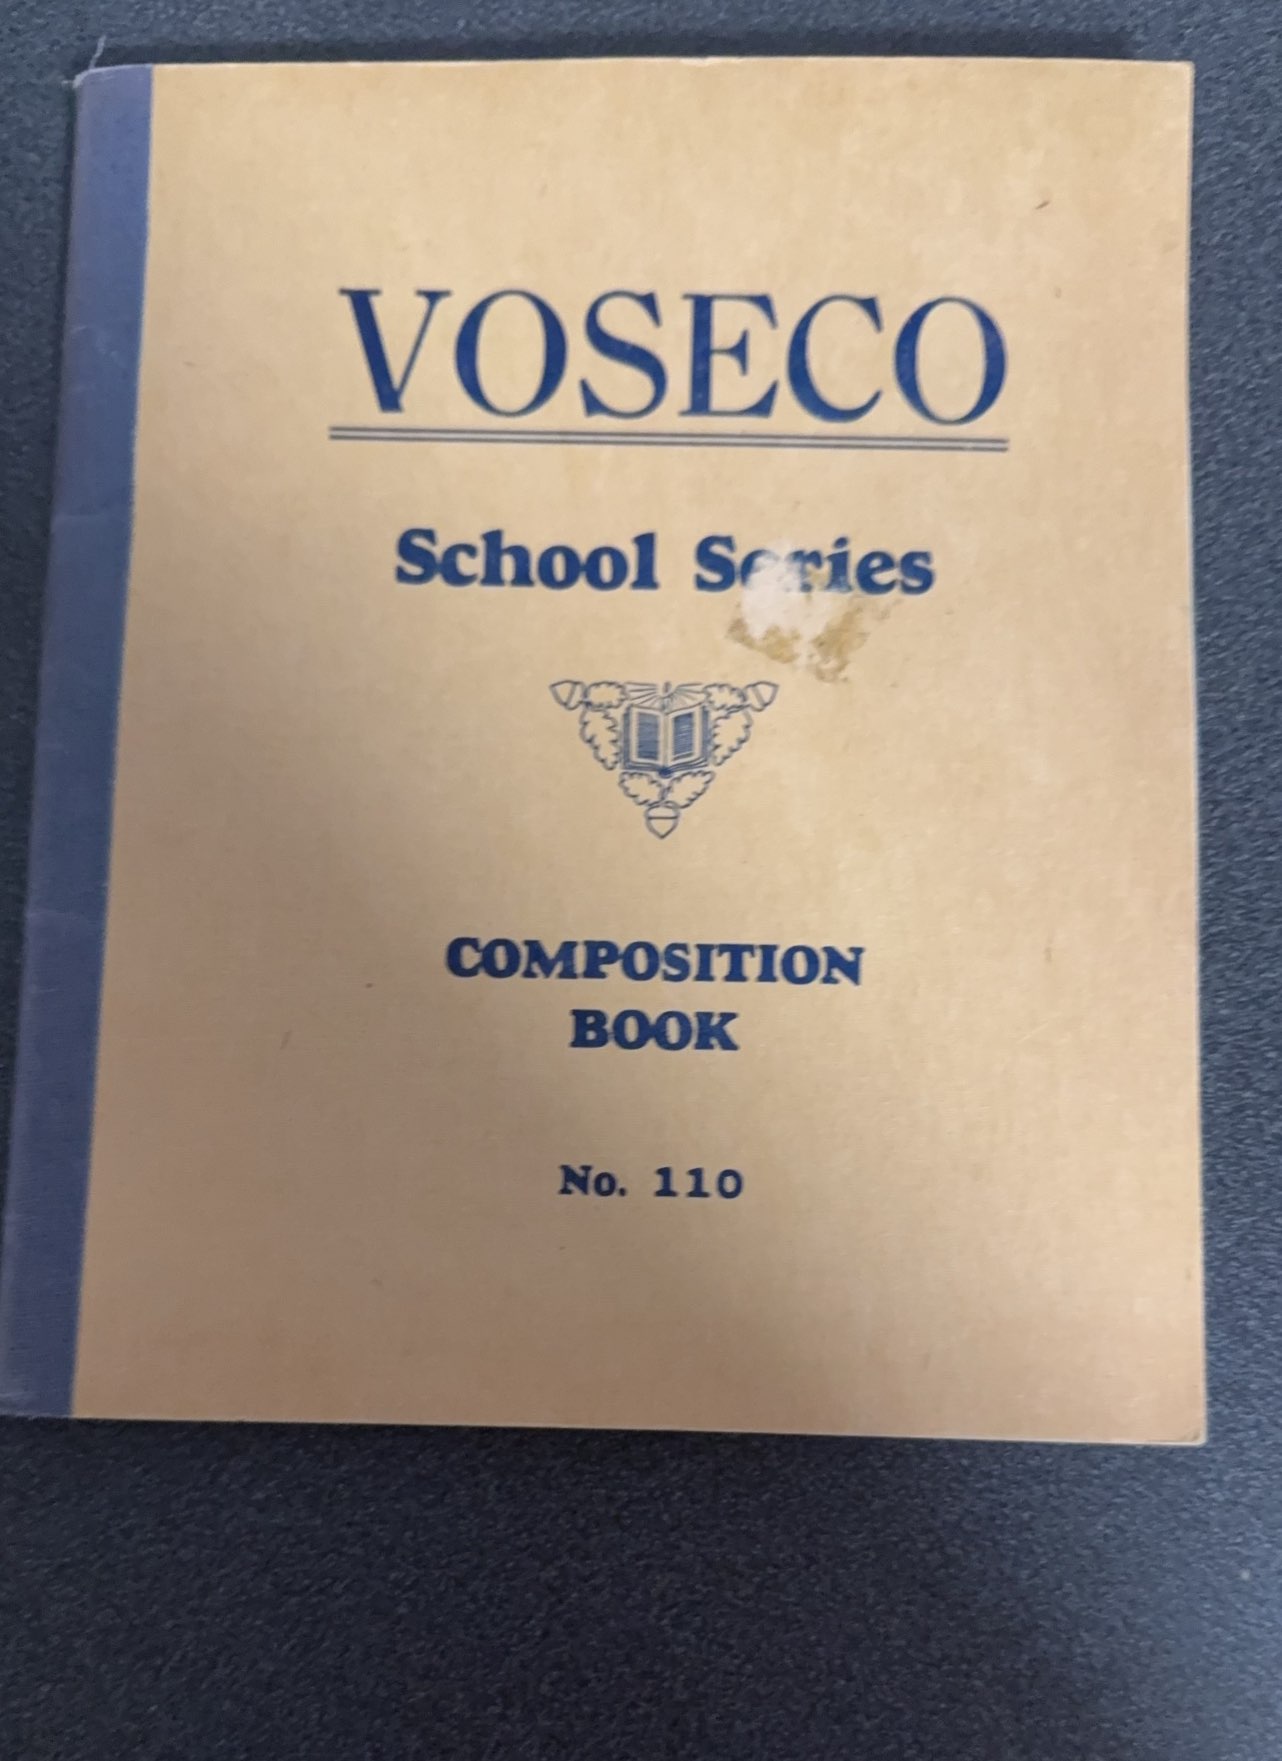 VOSECO
School Series
COMPOSITION
BOOK
No. 110